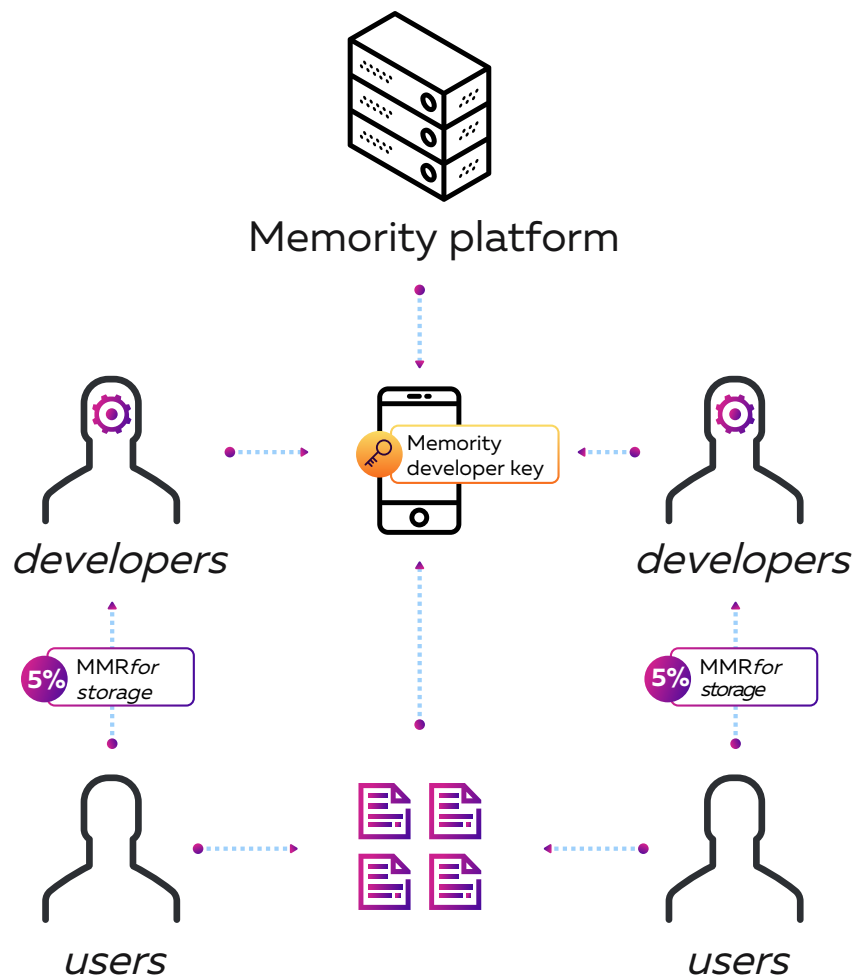 Memority platform
Memority
developer key
developers
developers
5%
MMR for
storage
5%
MMR for
storage
users
users